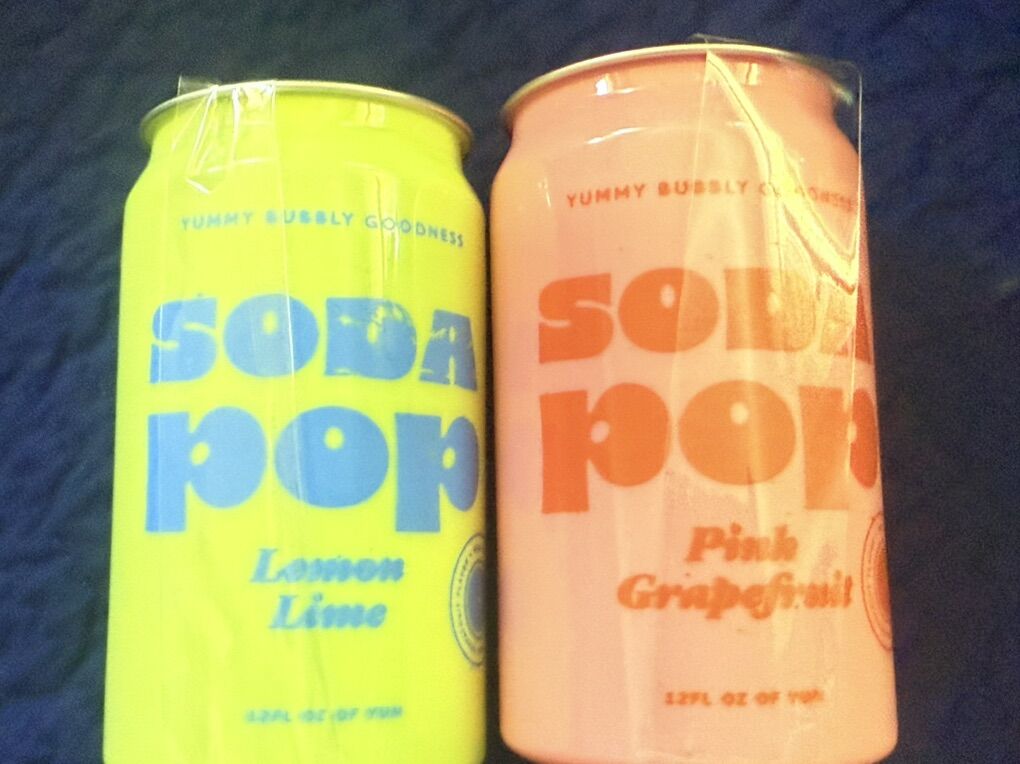 YUMMY BUBBLY GOODNESS
SODA
POP
Lemon
Lime
12FL OZ OF YUM
YUMMY BUBBLY GOODNESS
SODA
POP
Pink
Grapefruit
12FL OZ OF YUM